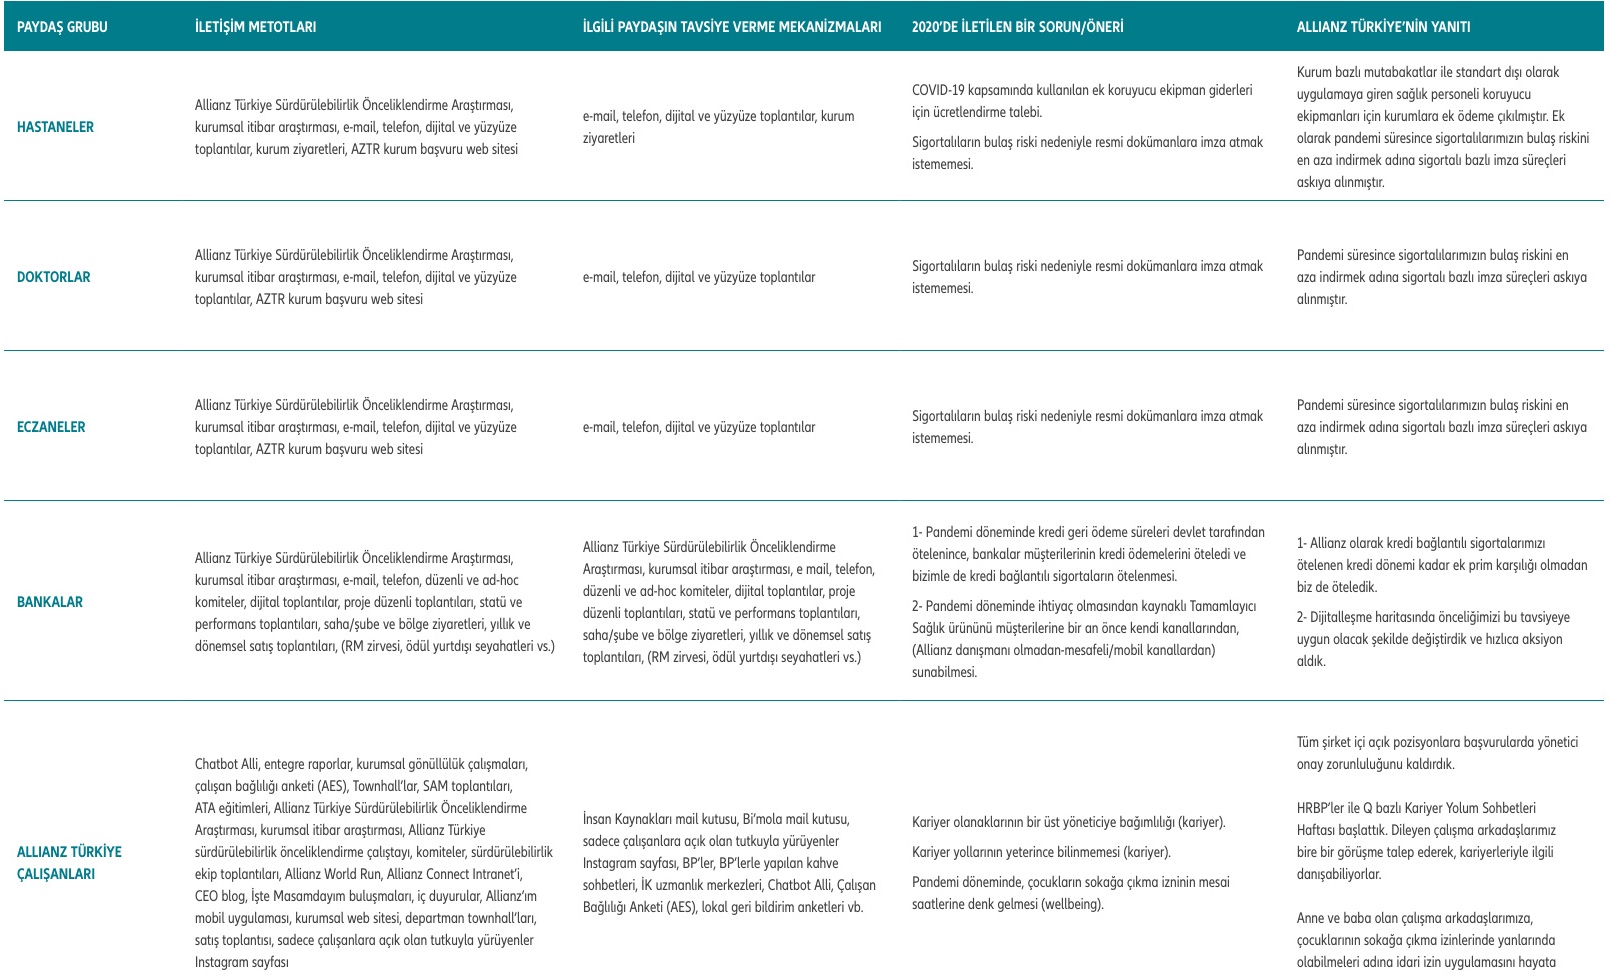 PAYDAŞ GRUBU
İLETİŞİM METOTLARI
İLGİLİ PAYDAŞIN TAVSİYE VERME MEKANİZMALARI
2020'DE İLETİLEN BİR SORUN/ÖNERİ
ALLIANZ TÜRKİYE'NİN YANITI
HASTANELER
Allianz Türkiye Sürdürülebilirlik Önceliklendirme Araştırması,
kurumsal itibar araştırması, e-mail, telefon, dijital ve yüzyüze
toplantılar, kurum ziyaretleri, AZTR kurum başvuru web sitesi
e-mail, telefon, dijital ve yüzyüze toplantılar, kurum
ziyaretleri
COVID-19 kapsamında kullanılan ek koruyucu ekipman giderleri
için ücretlendirme talebi.
Sigortalıların bulaş riski nedeniyle resmi dokümanlara imza atmak
istememesi.
Kurum bazlı mutabakatlar ile standart dışı olarak
uygulamaya giren sağlık personeli koruyucu
ekipmanları için kurumlara ek ödeme çıkılmıştır. Ek
olarak pandemi süresince sigortalılarımızın bulaş riskini
en aza indirmek adına sigortalı bazlı imza süreçleri
askıya alınmıştır.
DOKTORLAR
Allianz Türkiye Sürdürülebilirlik Önceliklendirme Araştırması,
kurumsal itibar araştırması, e-mail, telefon, dijital ve yüzyüze
toplantılar, AZTR kurum başvuru web sitesi
e-mail, telefon, dijital ve yüzyüze toplantılar
Sigortalıların bulaş riski nedeniyle resmi dokümanlara imza atmak
istememesi.
Pandemi süresince sigortalılarımızın bulaş riskini en
aza indirmek adına sigortalı bazlı imza süreçleri askıya
alınmıştır.
ECZANELER
Allianz Türkiye Sürdürülebilirlik Önceliklendirme Araştırması,
kurumsal itibar araştırması, e-mail, telefon, dijital ve yüzyüze
toplantılar, AZTR kurum başvuru web sitesi
e-mail, telefon, dijital ve yüzyüze toplantılar
Sigortalıların bulaş riski nedeniyle resmi dokümanlara imza atmak
istememesi.
Pandemi süresince sigortalılarımızın bulaş riskini en
aza indirmek adına sigortalı bazlı imza süreçleri askıya
alınmıştır.
BANKALAR
Allianz Türkiye Sürdürülebilirlik Önceliklendirme Araştırması,
kurumsal itibar araştırması, e-mail, telefon, düzenli ve ad-hoc
komiteler, dijital toplantılar, proje düzenli toplantıları, statü ve
performans toplantıları, saha/şube ve bölge ziyaretleri, yıllık ve
dönemsel satış toplantıları, (RM zirvesi, ödül yurtdışı seyahatleri vs.)
Allianz Türkiye Sürdürülebilirlik Önceliklendirme
Araştırması, kurumsal itibar araştırması, e mail, telefon,
düzenli ve ad-hoc komiteler, dijital toplantılar, proje
düzenli toplantıları, statü ve performans toplantıları,
saha/şube ve bölge ziyaretleri, yıllık ve dönemsel satış
toplantıları, (RM zirvesi, ödül yurtdışı seyahatleri vs.)
1- Pandemi döneminde kredi geri ödeme süreleri devlet tarafından
ötelenince, bankalar müşterilerinin kredi ödemelerini öteledi ve
bizimle de kredi bağlantılı sigortaların ötelenmesi.
2- Pandemi döneminde ihtiyaç olmasından kaynaklı Tamamlayıcı
Sağlık ürününü müşterilerine bir an önce kendi kanallarından,
(Allianz danışmanı olmadan-mesafeli/mobil kanallardan)
sunabilmesi.
1- Allianz olarak kredi bağlantılı sigortalarımızı
ötelenen kredi dönemi kadar ek prim karşılığı olmadan
biz de öteledik.
2- Dijitalleşme haritasında önceliğimizi bu tavsiyeye
uygun olacak şekilde değiştirdik ve hızlıca aksiyon
aldık.
ALLIANZ TÜRKİYE
ÇALIŞANLARI
Chatbot Alli, entegre raporlar, kurumsal gönüllülük çalışmaları,
çalışan bağlılığı anketi (AES), Townhall'lar, SAM toplantıları,
ATA eğitimleri, Allianz Türkiye Sürdürülebilirlik Önceliklendirme
Araştırması, kurumsal itibar araştırması, Allianz Türkiye
sürdürülebilirlik önceliklendirme çalıştayı, komiteler, sürdürülebilirlik
ekip toplantıları, Allianz World Run, Allianz Connect Intranet'i,
CEO blog, İşte Masamdayım buluşmaları, iç duyurular, Allianz'ım
mobil uygulaması, kurumsal web sitesi, departman townhall'ları,
satış toplantısı, sadece çalışanlara açık olan tutkuyla yürüyenler
Instagram sayfası
İnsan Kaynakları mail kutusu, Bi'mola mail kutusu,
sadece çalışanlara açık olan tutkuyla yürüyenler
Instagram sayfası, BP'ler, BP'lerle yapılan kahve
sohbetleri, İK uzmanlık merkezleri, Chatbot Alli, Çalışan
Bağlılığı Anketi (AES), lokal geri bildirim anketleri vb.
Kariyer olanaklarının bir üst yöneticiye bağımlılığı (kariyer).
Kariyer yollarının yeterince bilinmemesi (kariyer).
Pandemi döneminde, çocukların sokağa çıkma izninin mesai
saatlerine denk gelmesi (wellbeing).
Tüm şirket içi açık pozisyonlara başvurularda yönetici
onay zorunluluğunu kaldırdık.
HRBP'ler ile Q bazlı Kariyer Yolum Sohbetleri
Haftası başlattık. Dileyen çalışma arkadaşlarımız
bire bir görüşme talep ederek, kariyerleriyle ilgili
danışabiliyorlar.
Anne ve baba olan çalışma arkadaşlarımıza,
çocuklarının sokağa çıkma izinlerinde yanlarında
olabilmeleri adına idari izin uygulamasını hayata